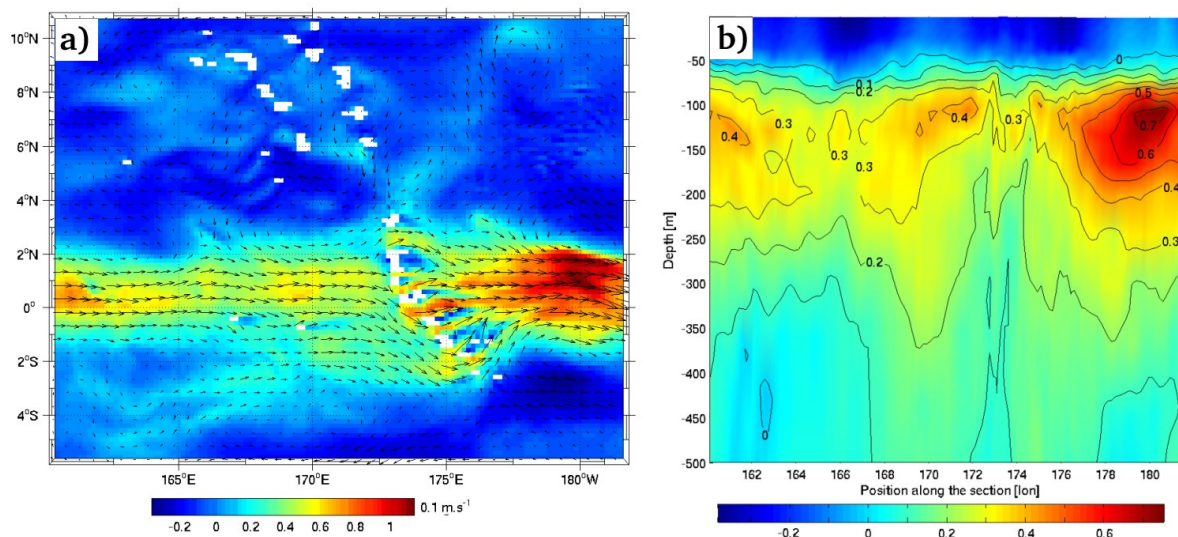 a)
10°N
8°N
6°N
4°N
2°N
0°
2°S
4°S
165°E 170°E 175°E 180°W
-0.2 0 0.2 0.4 0.6 0.8 1 0.1 m.s⁻¹
b)
-50
-100
-150
-200
-250
-300
-350
-400
-450
-500
Depth [m]
0
0.1
0.2
0.5
0.4
0.3
0.4
0.3
0.7
0.3
0.3
0.6
0.4
0.3
0.2
0
162 164 166 168 170 172 174 176 178 180
Position along the section [lon]
-0.2 0 0.2 0.4 0.6